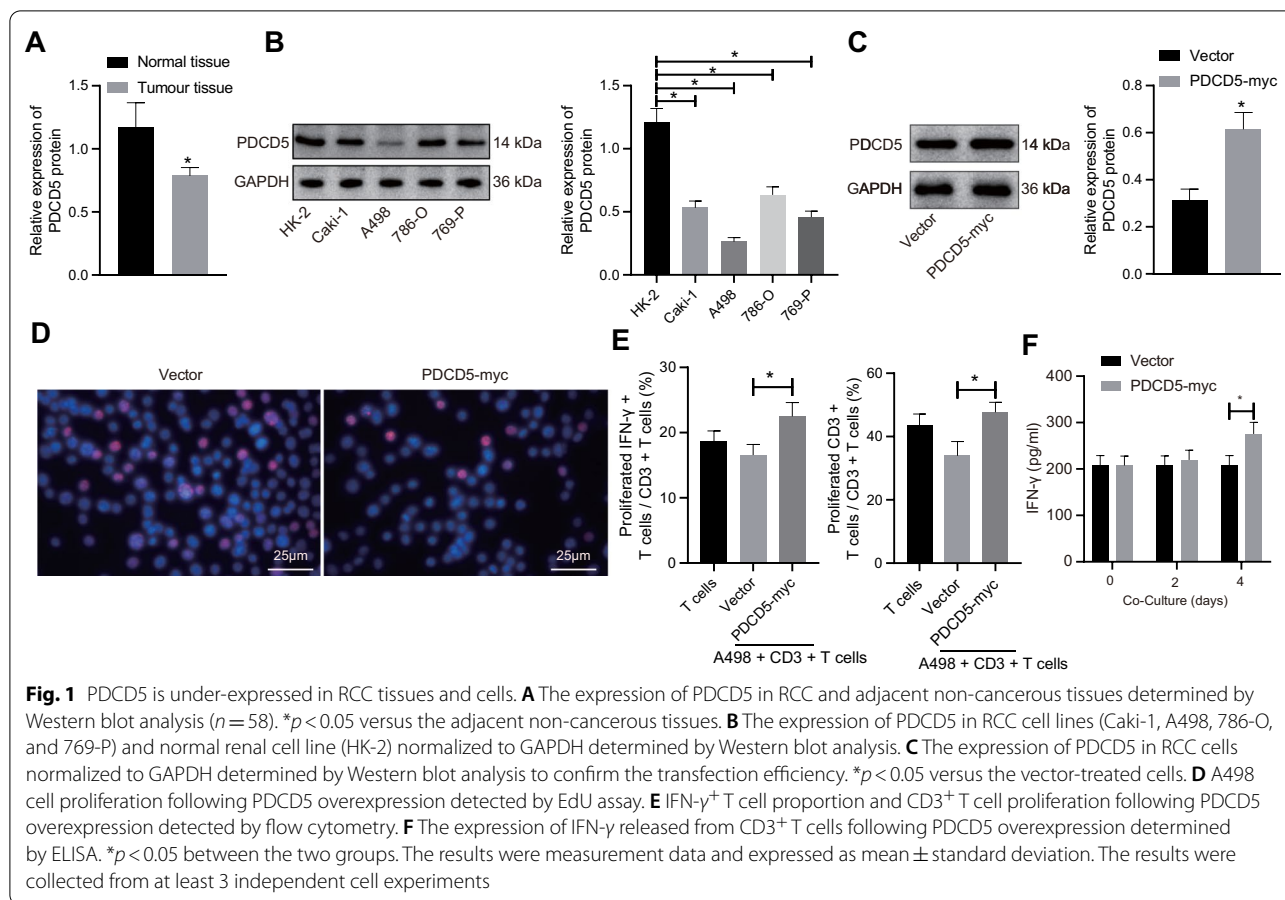 A
Normal tissue
Tumour tissue
Relative expression of
PDCD5 protein
1.5
1.0
0.5
0.0
*
B
PDCD5
14 kDa
GAPDH
36 kDa
HK-2
Caki-1
A498
786-O
769-P
Relative expression of
PDCD5 protein
1.5
1.0
0.5
0.0
*
*
*
*
HK-2
Caki-1
A498
786-O
769-P
C
PDCD5
14 kDa
GAPDH
36 kDa
Vector
PDCD5-myc
Vector
PDCD5-myc
Relative expression of
PDCD5 protein
0.8
0.6
0.4
0.2
0.0
*
D
Vector
PDCD5-myc
25μm
25μm
E
Proliferated IFN-γ +
T cells / CD3 + T cells (%)
30
20
10
0
*
T cells
Vector
PDCD5-myc
A498 + CD3 + T cells
Proliferated CD3 +
T cells / CD3 + T cells (%)
60
40
20
0
*
T cells
Vector
PDCD5-myc
A498 + CD3 + T cells
F
Vector
PDCD5-myc
IFN-γ (pg/ml)
400
300
200
100
0
*
0
2
4
Co-Culture (days)
Fig. 1 PDCD5 is under-expressed in RCC tissues and cells. A The expression of PDCD5 in RCC and adjacent non-cancerous tissues determined by
Western blot analysis (n = 58). *p < 0.05 versus the adjacent non-cancerous tissues. B The expression of PDCD5 in RCC cell lines (Caki-1, A498, 786-O,
and 769-P) and normal renal cell line (HK-2) normalized to GAPDH determined by Western blot analysis. C The expression of PDCD5 in RCC cells
normalized to GAPDH determined by Western blot analysis to confirm the transfection efficiency. *p < 0.05 versus the vector-treated cells. D A498
cell proliferation following PDCD5 overexpression detected by EdU assay. E IFN-γ⁺ T cell proportion and CD3⁺ T cell proliferation following PDCD5
overexpression detected by flow cytometry. F The expression of IFN-γ released from CD3⁺ T cells following PDCD5 overexpression determined
by ELISA. *p < 0.05 between the two groups. The results were measurement data and expressed as mean ± standard deviation. The results were
collected from at least 3 independent cell experiments